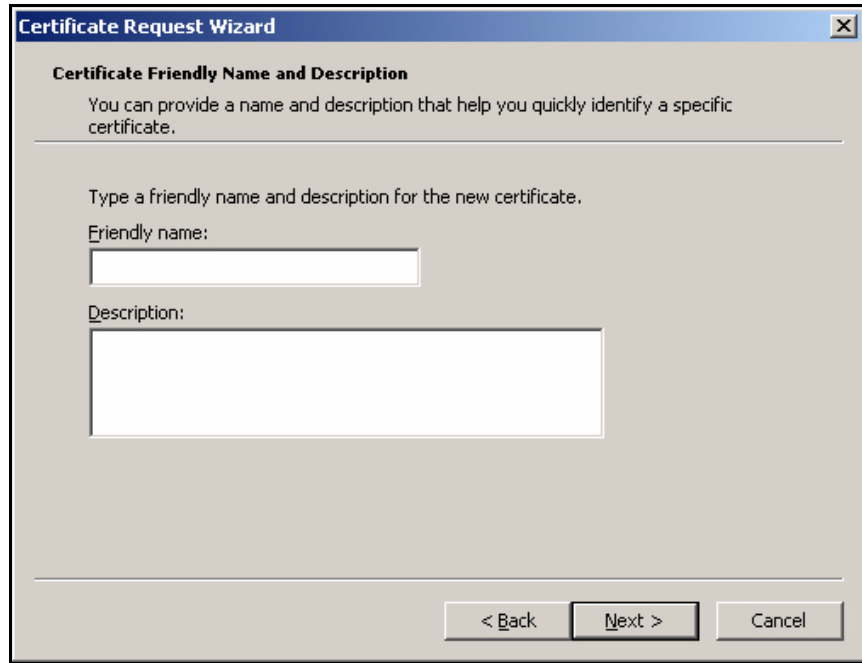 Certificate Request Wizard
Certificate Friendly Name and Description
You can provide a name and description that help you quickly identify a specific
certificate.
Type a friendly name and description for the new certificate.
Friendly name:
Description:
< Back Next > Cancel